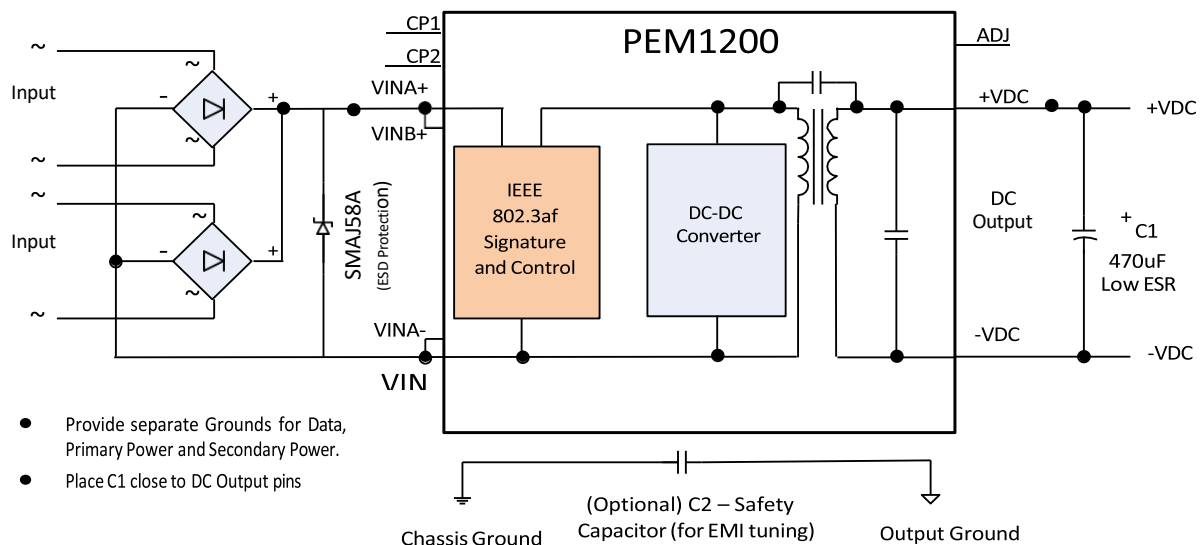 CP1
PEM1200
ADJ
CP2
~
~
Input
-
+
VINA+
+VDC
+VDC
VINB+
~
~
~
~
Input
-
+
~
~
SMAJ58A
(ESD Protection)
IEEE
802.3af
Signature
and Control
DC-DC
Converter
DC
Output
+
C1
470uF
Low ESR
VINA-
-VDC
-VDC
VIN
● Provide separate Grounds for Data,
Primary Power and Secondary Power.
● Place C1 close to DC Output pins
(Optional) C2 – Safety
Capacitor (for EMI tuning)
Chassis Ground
Output Ground